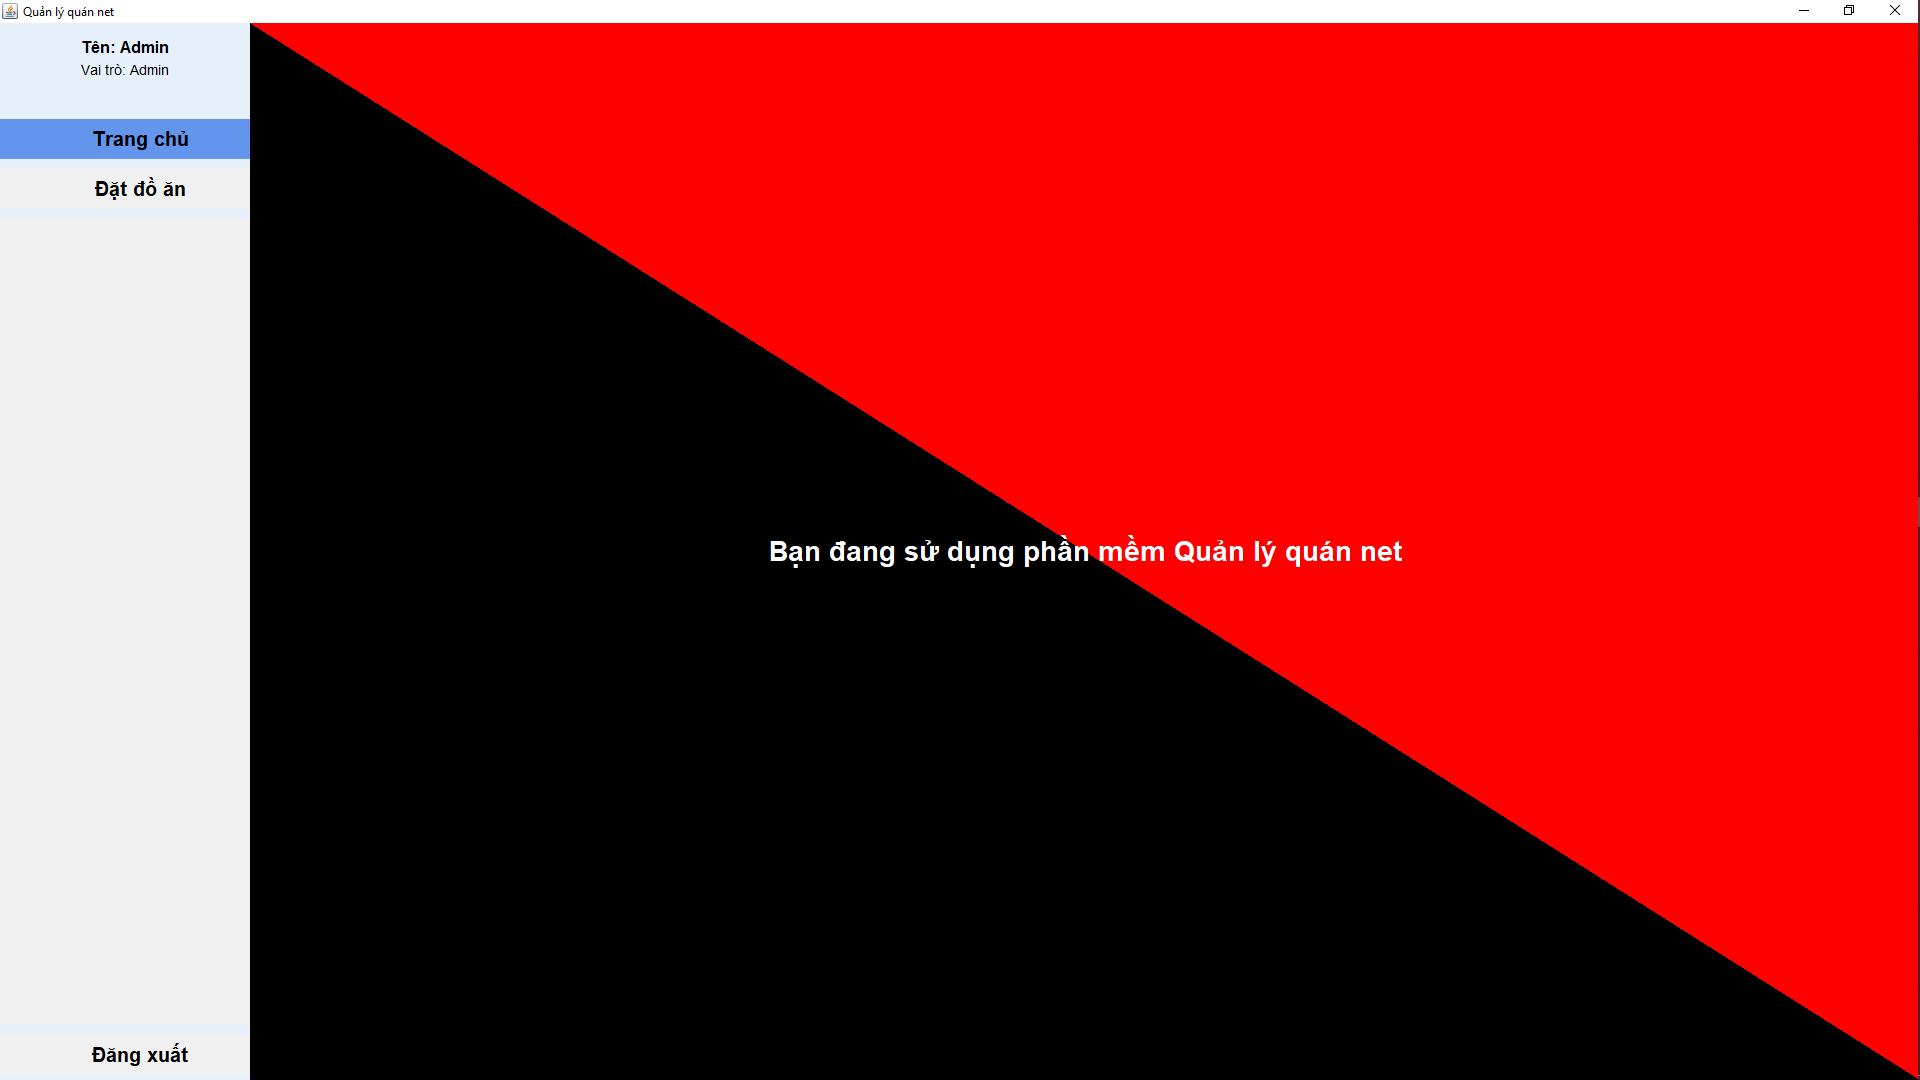 Quản lý quán net
Tên: Admin
Vai trò: Admin
Trang chủ
Đặt đồ ăn
Bạn đang sử dụng phần mềm Quản lý quán net
Đăng xuất